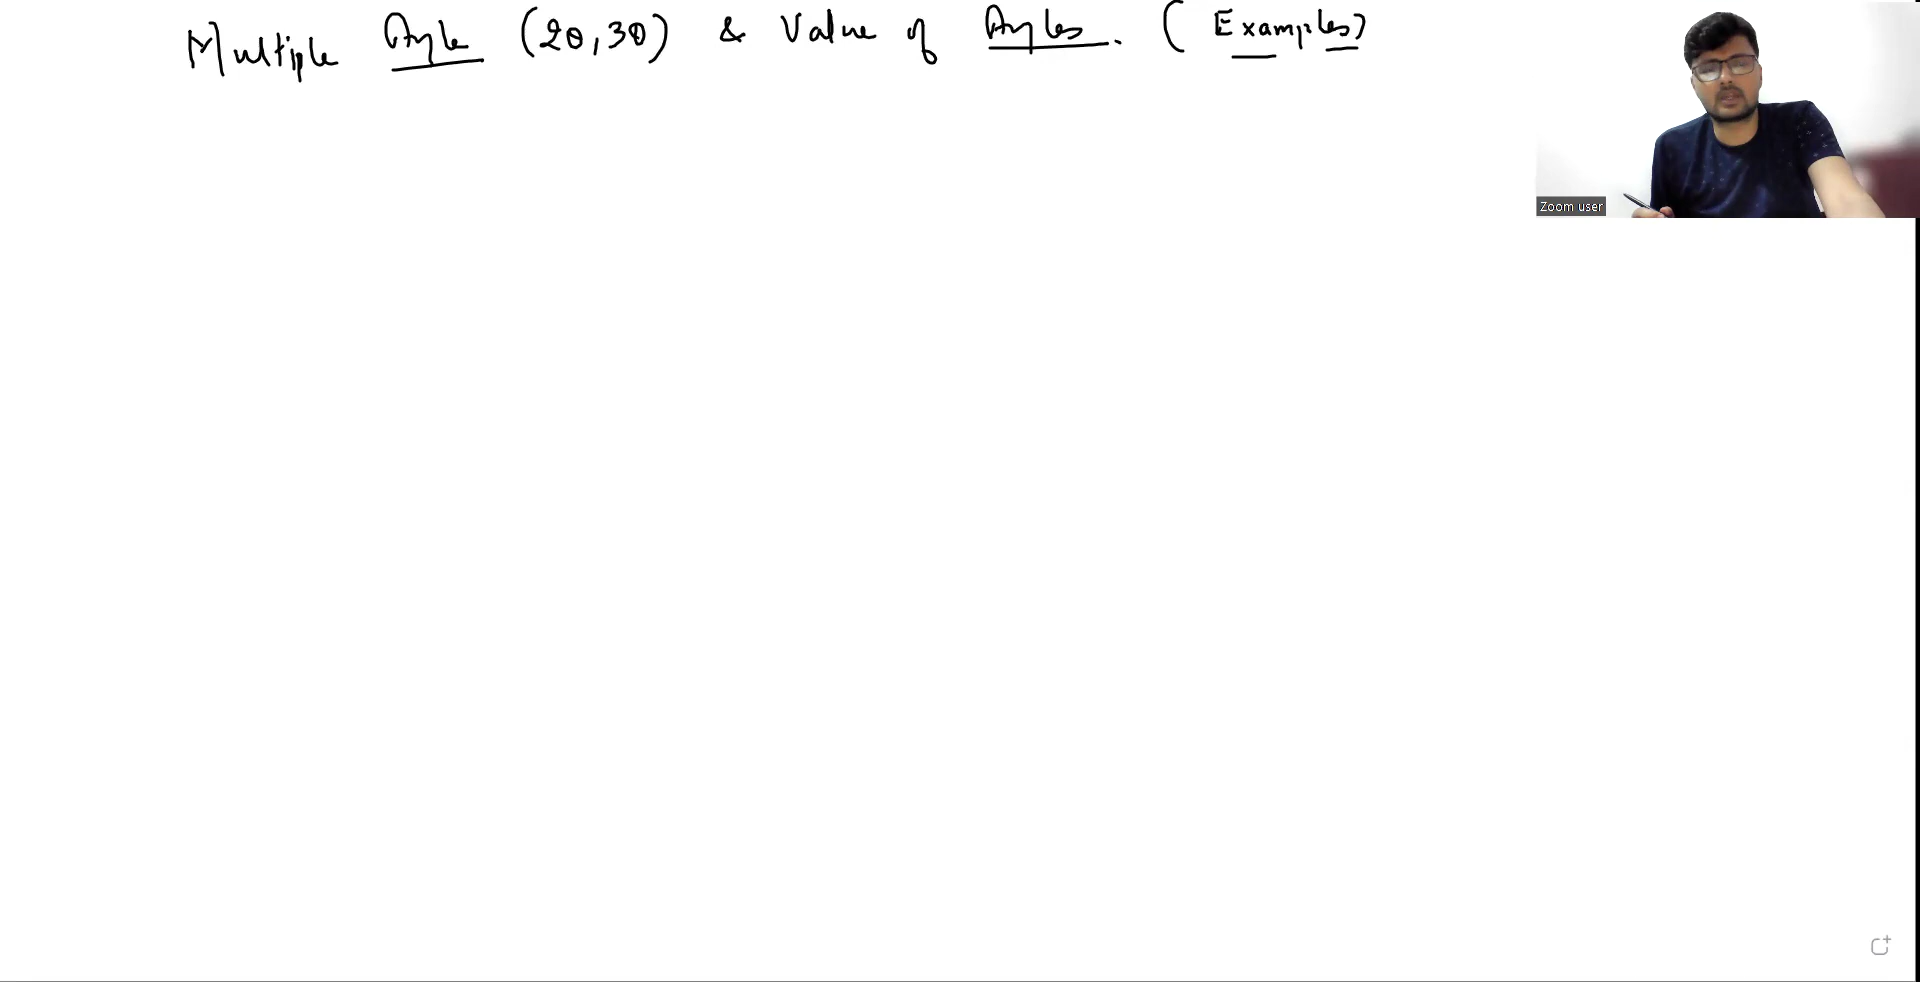 Multiple Angle (2θ, 3θ) & Value of Angles. (Examples)
Zoom user